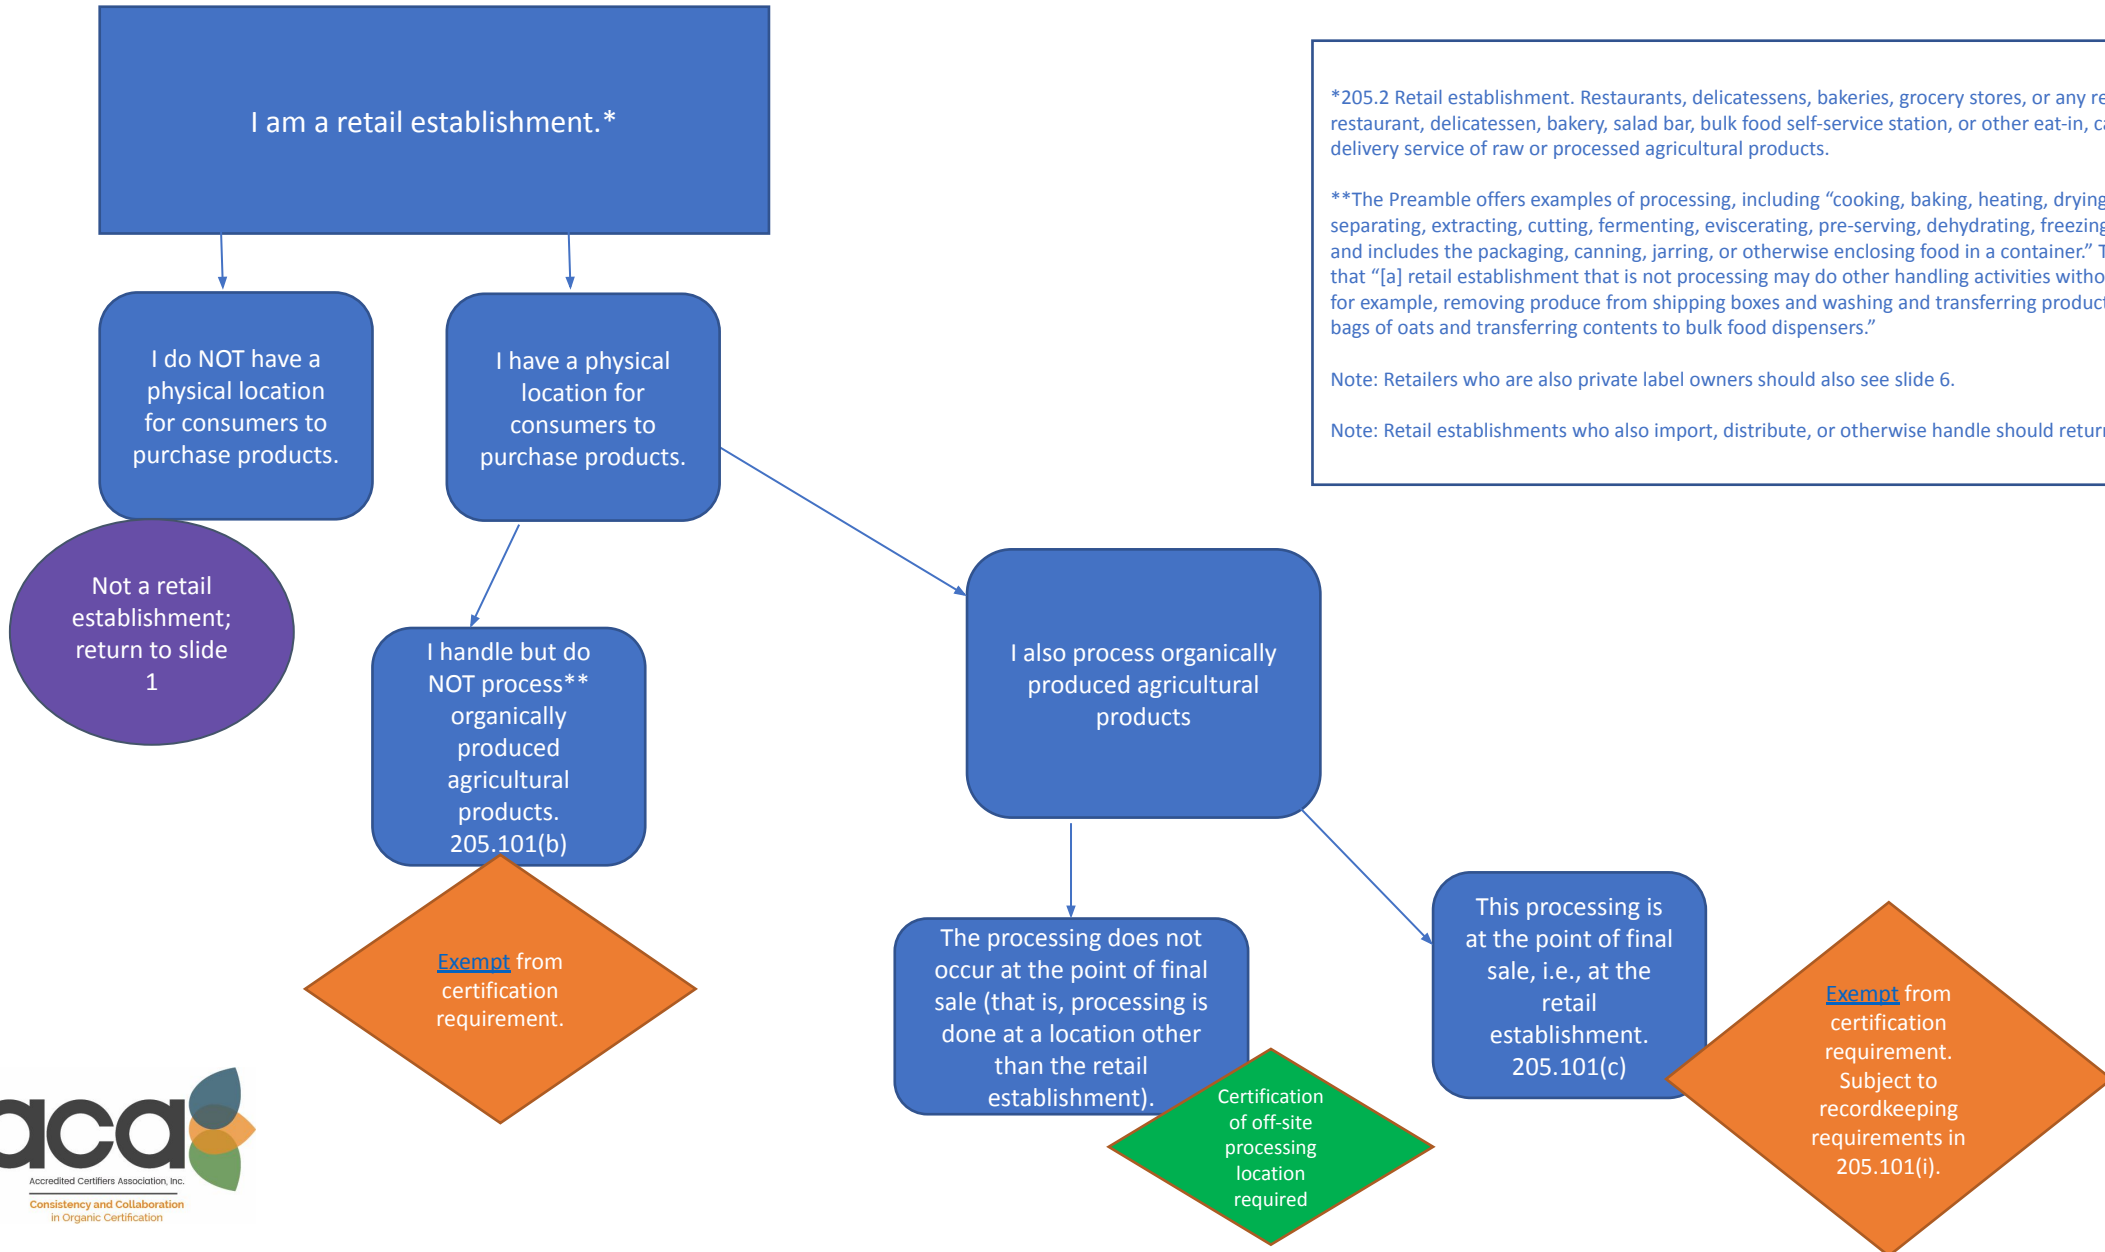 I am a retail establishment.*
*205.2 Retail establishment. Restaurants, delicatessens, bakeries, grocery stores, or any
restaurant, delicatessen, bakery, salad bar, bulk food self-service station, or other eat-in,
delivery service of raw or processed agricultural products.
**The Preamble offers examples of processing, including “cooking, baking, heating, drying
separating, extracting, cutting, fermenting, eviscerating, pre-serving, dehydrating, freezing
and includes the packaging, canning, jarring, or otherwise enclosing food in a container.”
that “[a] retail establishment that is not processing may do other handling activities
for example, removing produce from shipping boxes and washing and transferring
bags of oats and transferring contents to bulk food dispensers.”
Note: Retailers who are also private label owners should also see slide 6.
Note: Retail establishments who also import, distribute, or otherwise handle should return
I do NOT have a
physical location
for consumers to
purchase products.
I have a physical
location for
consumers to
purchase products.
Not a retail
establishment;
return to slide
1
I handle but do
NOT process**
organically
produced
agricultural
products.
205.101(b)
I also process organically
produced agricultural
products
Exempt from
certification
requirement.
The processing does not
occur at the point of final
sale (that is, processing is
done at a location other
than the retail
establishment).
This processing is
at the point of final
sale, i.e., at the
retail
establishment.
205.101(c)
Certification
of off-site
processing
location
required
Exempt from
certification
requirement.
Subject to
recordkeeping
requirements in
205.101(i).
aca
Accredited Certifiers Association, Inc.
Consistency and Collaboration
in Organic Certification